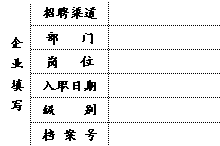 企业填写
招聘渠道
部 门
岗 位
入职日期
级 别
档 案 号